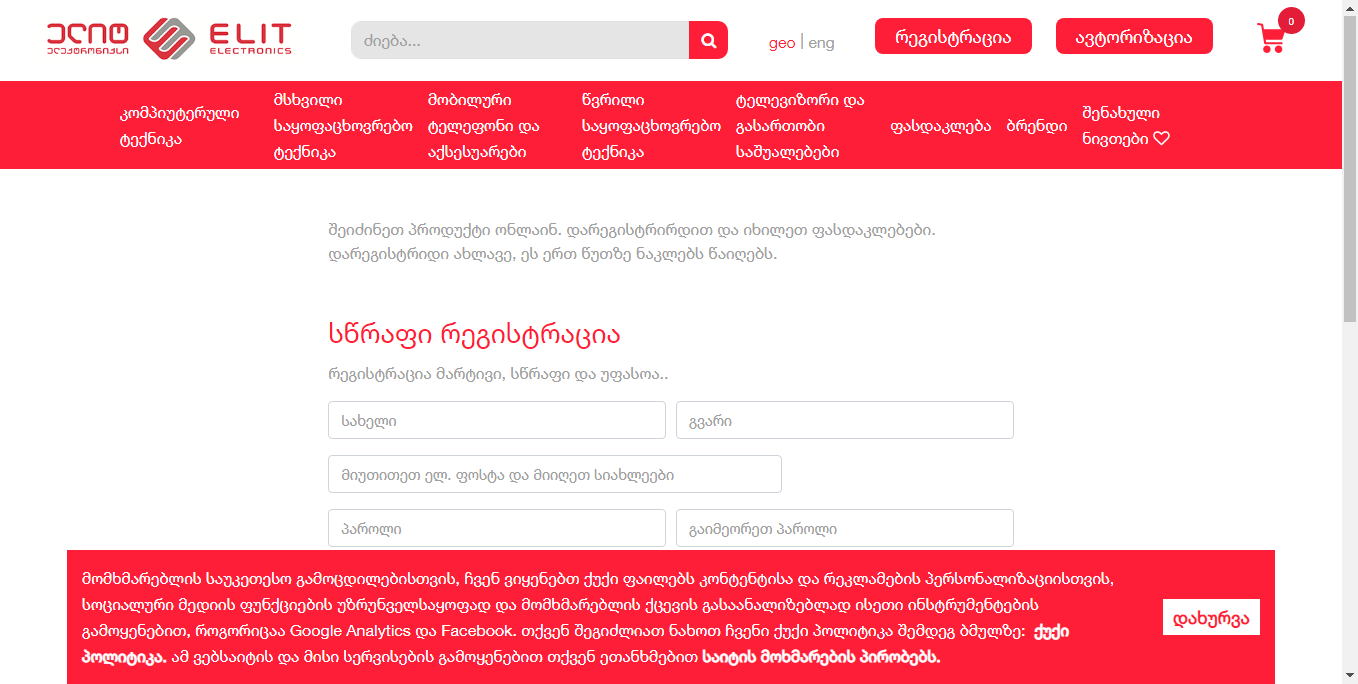 ელიტ ELIT
ელექტრონიქსი ELECTRONICS
ძიება...
geo | eng
რეგისტრაცია
ავტორიზაცია
0
კომპიუტერული
ტექნიკა
მსხვილი
საყოფაცხოვრებო
ტექნიკა
მობილური
ტელეფონი და
აქსესუარები
წვრილი
საყოფაცხოვრებო
ტექნიკა
ტელევიზორი და
გასართობი
საშუალებები
ფასდაკლება
ბრენდი
შენახული
ნივთები
შეიძინეთ პროდუქტი ონლაინ. დარეგისტრირდით და იხილეთ ფასდაკლებები.
დარეგისტრიდი ახლავე, ეს ერთ წუთზე ნაკლებს წაიღებს.
სწრაფი რეგისტრაცია
რეგისტრაცია მარტივი, სწრაფი და უფასოა..
სახელი
გვარი
მიუთითეთ ელ. ფოსტა და მიიღეთ სიახლეები
პაროლი
გაიმეორეთ პაროლი
მომხმარებლის საუკეთესო გამოცდილებისთვის, ჩვენ ვიყენებთ ქუქი ფაილებს კონტენტისა და რეკლამების პერსონალიზაციისთვის,
სოციალური მედიის ფუნქციების უზრუნველსაყოფად და მომხმარებლის ქცევის გასაანალიზებლად ისეთი ინსტრუმენტების
გამოყენებით, როგორიცაა Google Analytics და Facebook. თქვენ შეგიძლიათ ნახოთ ჩვენი ქუქი პოლიტიკა შემდეგ ბმულზე: ქუქი
პოლიტიკა. ამ ვებსაიტის და მისი სერვისების გამოყენებით თქვენ ეთანხმებით საიტის მოხმარების პირობებს.
დახურვა